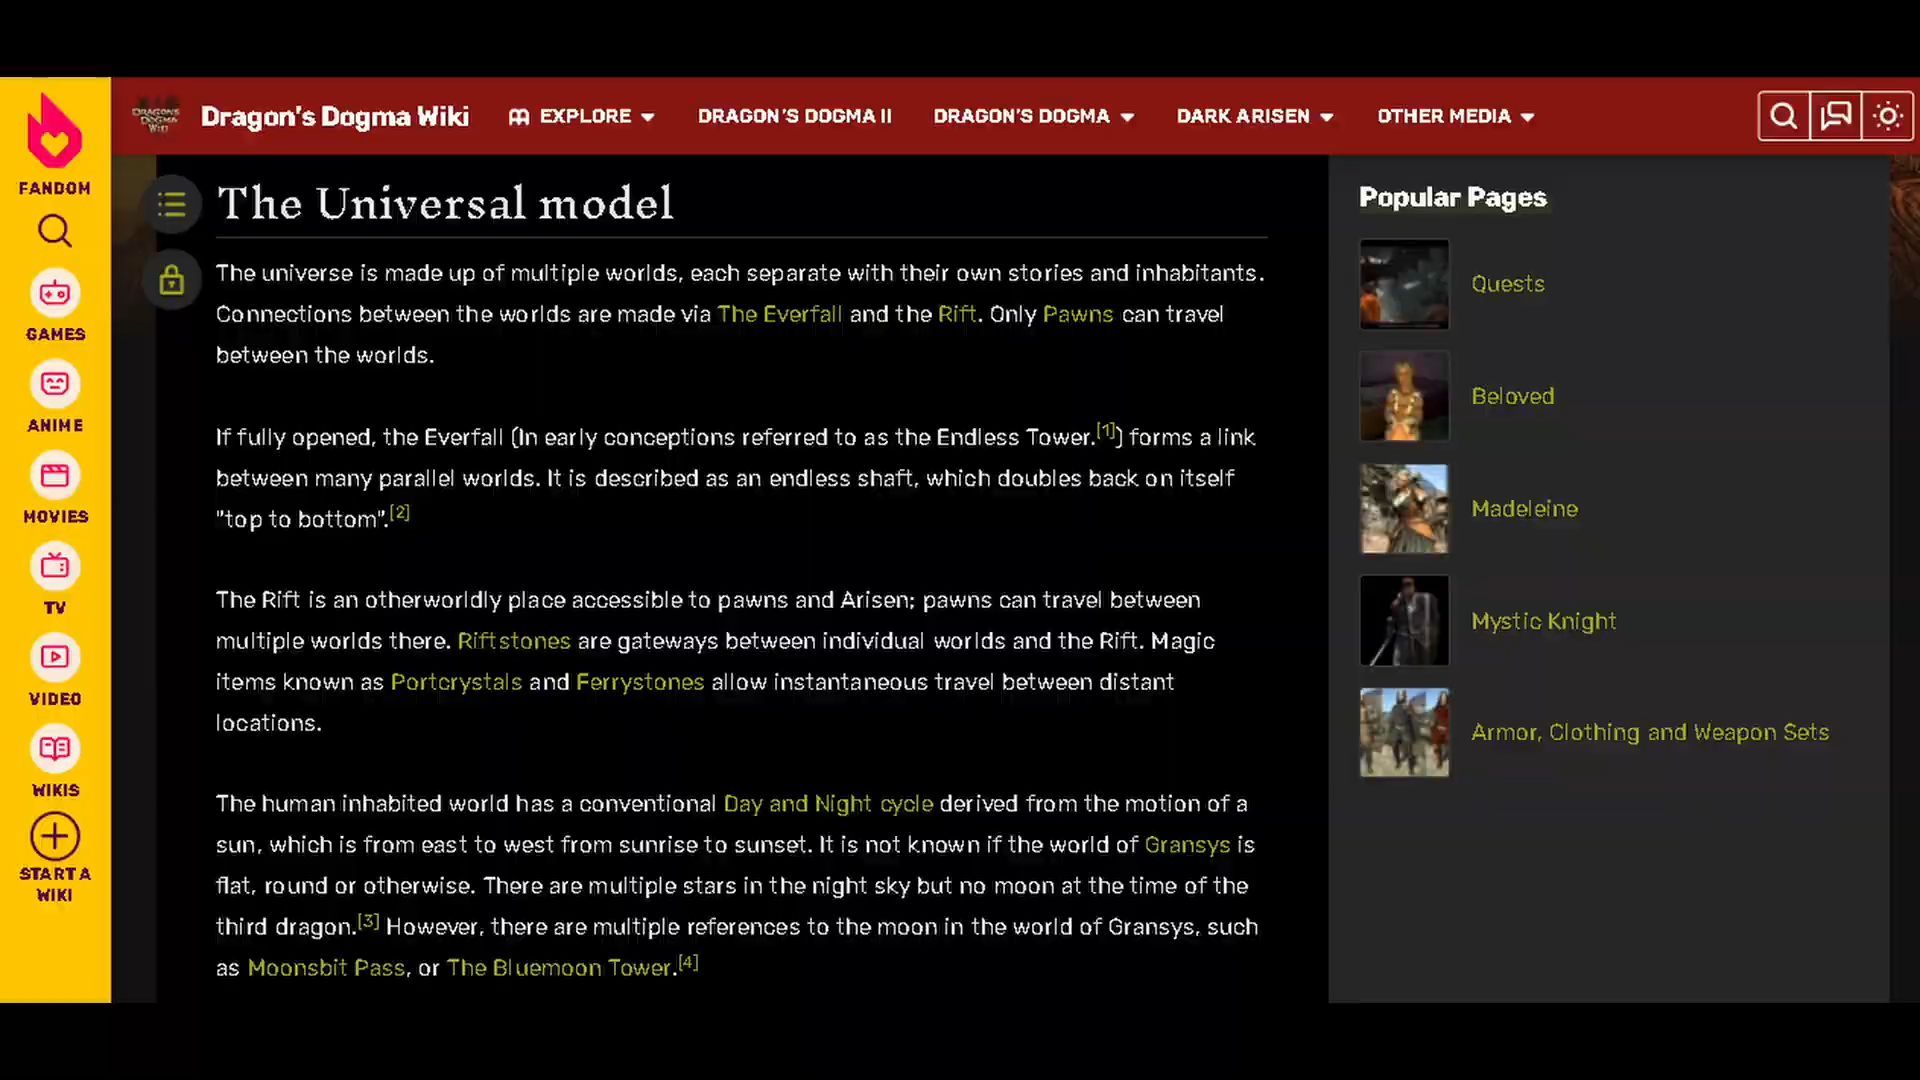 DRAGON'S DOGMA WIKI
Dragon's Dogma Wiki
EXPLORE
DRAGON'S DOGMA II
DRAGON'S DOGMA
DARK ARISEN
OTHER MEDIA
FANDOM
GAMES
ANIME
MOVIES
TV
VIDEO
WIKIS
START A
WIKI
The Universal model
The universe is made up of multiple worlds, each separate with their own stories and inhabitants.
Connections between the worlds are made via The Everfall and the Rift. Only Pawns can travel
between the worlds.
If fully opened, the Everfall (In early conceptions referred to as the Endless Tower.[1]) forms a link
between many parallel worlds. It is described as an endless shaft, which doubles back on itself
"top to bottom".[2]
The Rift is an otherworldly place accessible to pawns and Arisen; pawns can travel between
multiple worlds there. Riftstones are gateways between individual worlds and the Rift. Magic
items known as Portcrystals and Ferrystones allow instantaneous travel between distant
locations.
The human inhabited world has a conventional Day and Night cycle derived from the motion of a
sun, which is from east to west from sunrise to sunset. It is not known if the world of Gransys is
flat, round or otherwise. There are multiple stars in the night sky but no moon at the time of the
third dragon.[3] However, there are multiple references to the moon in the world of Gransys, such
as Moonsbit Pass, or The Bluemoon Tower.[4]
Popular Pages
Quests
Beloved
Madeleine
Mystic Knight
Armor, Clothing and Weapon Sets